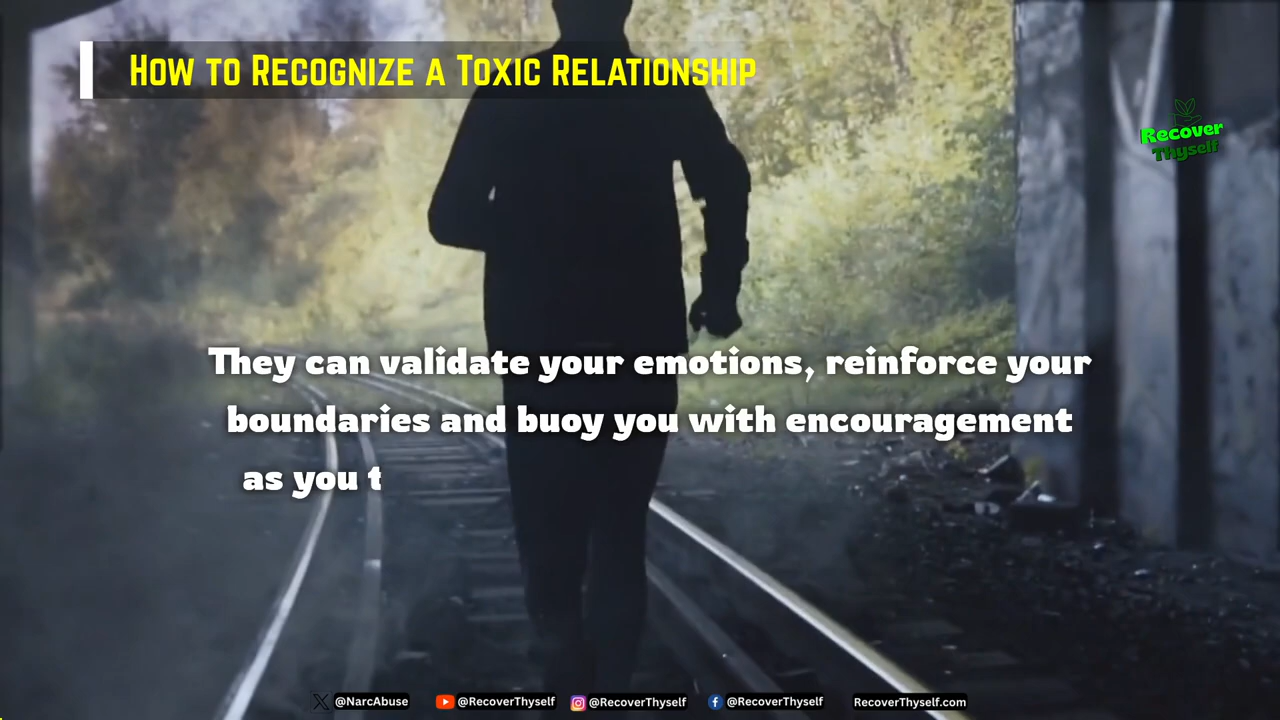 How to Recognize a Toxic Relationship
Recover
Thyself
They can validate your emotions, reinforce your
boundaries and buoy you with encouragement
as you t
@NarcAbuse @RecoverThyself @RecoverThyself @RecoverThyself RecoverThyself.com